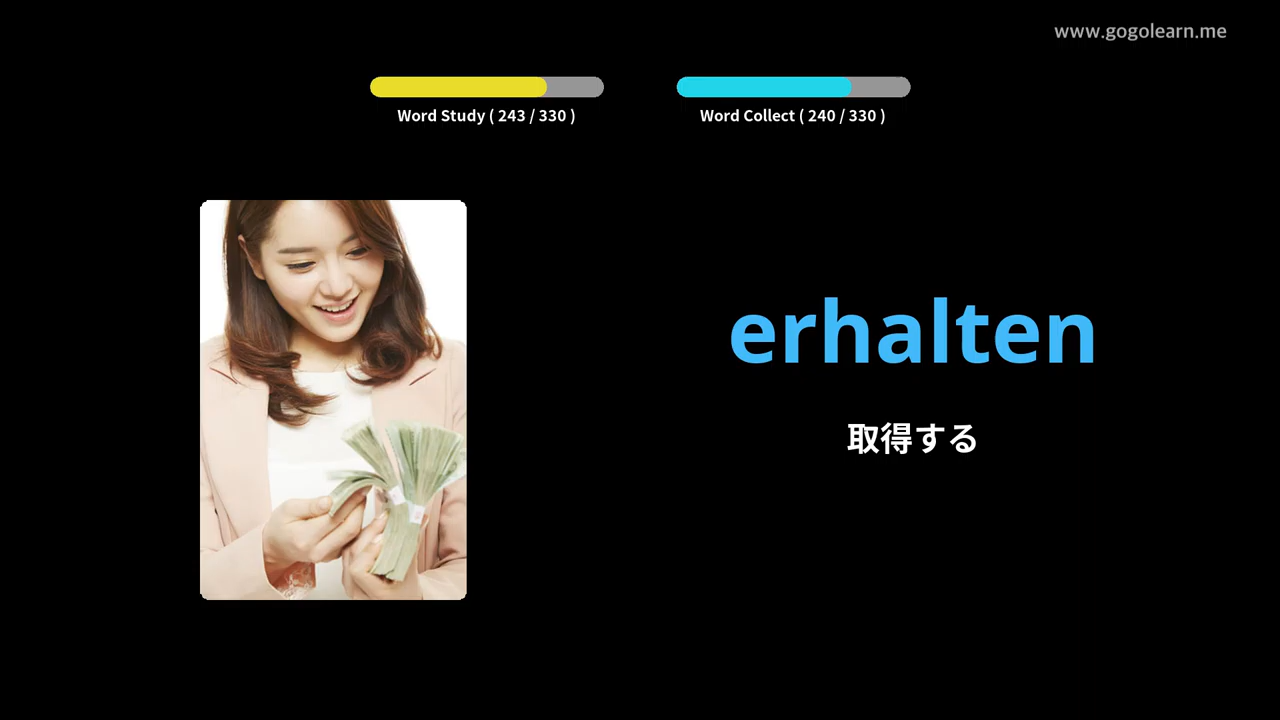 www.gogolearn.me
Word Study ( 243 / 330 )
Word Collect ( 240 / 330 )
erhalten
取得する